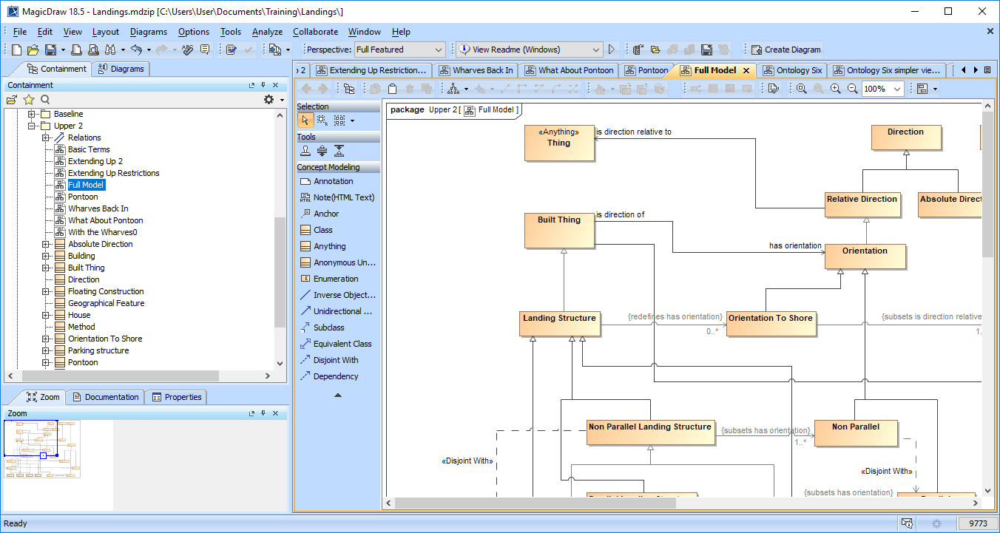 MagicDraw 18.5 - Landings.mdzip [C:\Users\User\Documents\Training\Landings\]
File Edit View Layout Diagrams Options Tools Analyze Collaborate Window Help
Perspective: Full Featured View Readme (Windows) Create Diagram
Containment Diagrams
Containment
Baseline
Upper 2
Relations
Basic Terms
Extending Up 2
Extending Up Restrictions
Full Model
Pontoon
Wharves Back In
What About Pontoon
With the Wharves0
Absolute Direction
Building
Built Thing
Direction
Floating Construction
Geographical Feature
House
Method
Orientation To Shore
Parking structure
Pontoon
Zoom Documentation Properties
Zoom
2 Extending Up Restriction... Wharves Back In What About Pontoon Pontoon Full Model Ontology Six Ontology Six simpler vie...
100%
Selection
Tools
Concept Modeling
Annotation
Note(HTML Text)
Anchor
Class
Anything
Anonymous Un...
Enumeration
Inverse Object...
Unidirectional ...
Subclass
Equivalent Class
Disjoint With
Dependency
package Upper 2 [ Full Model ]
«Anything»
Thing
is direction relative to
Direction
Relative Direction
Absolute Direct
Built Thing
is direction of
has orientation
Orientation
Landing Structure
{redefines has orientation}
0..*
Orientation To Shore
{subsets is direction relative
1.
Non Parallel Landing Structure
{subsets has orientation}
1..*
Non Parallel
«Disjoint With»
«Disjoint With»
{subsets has orientation}
Ready
9773